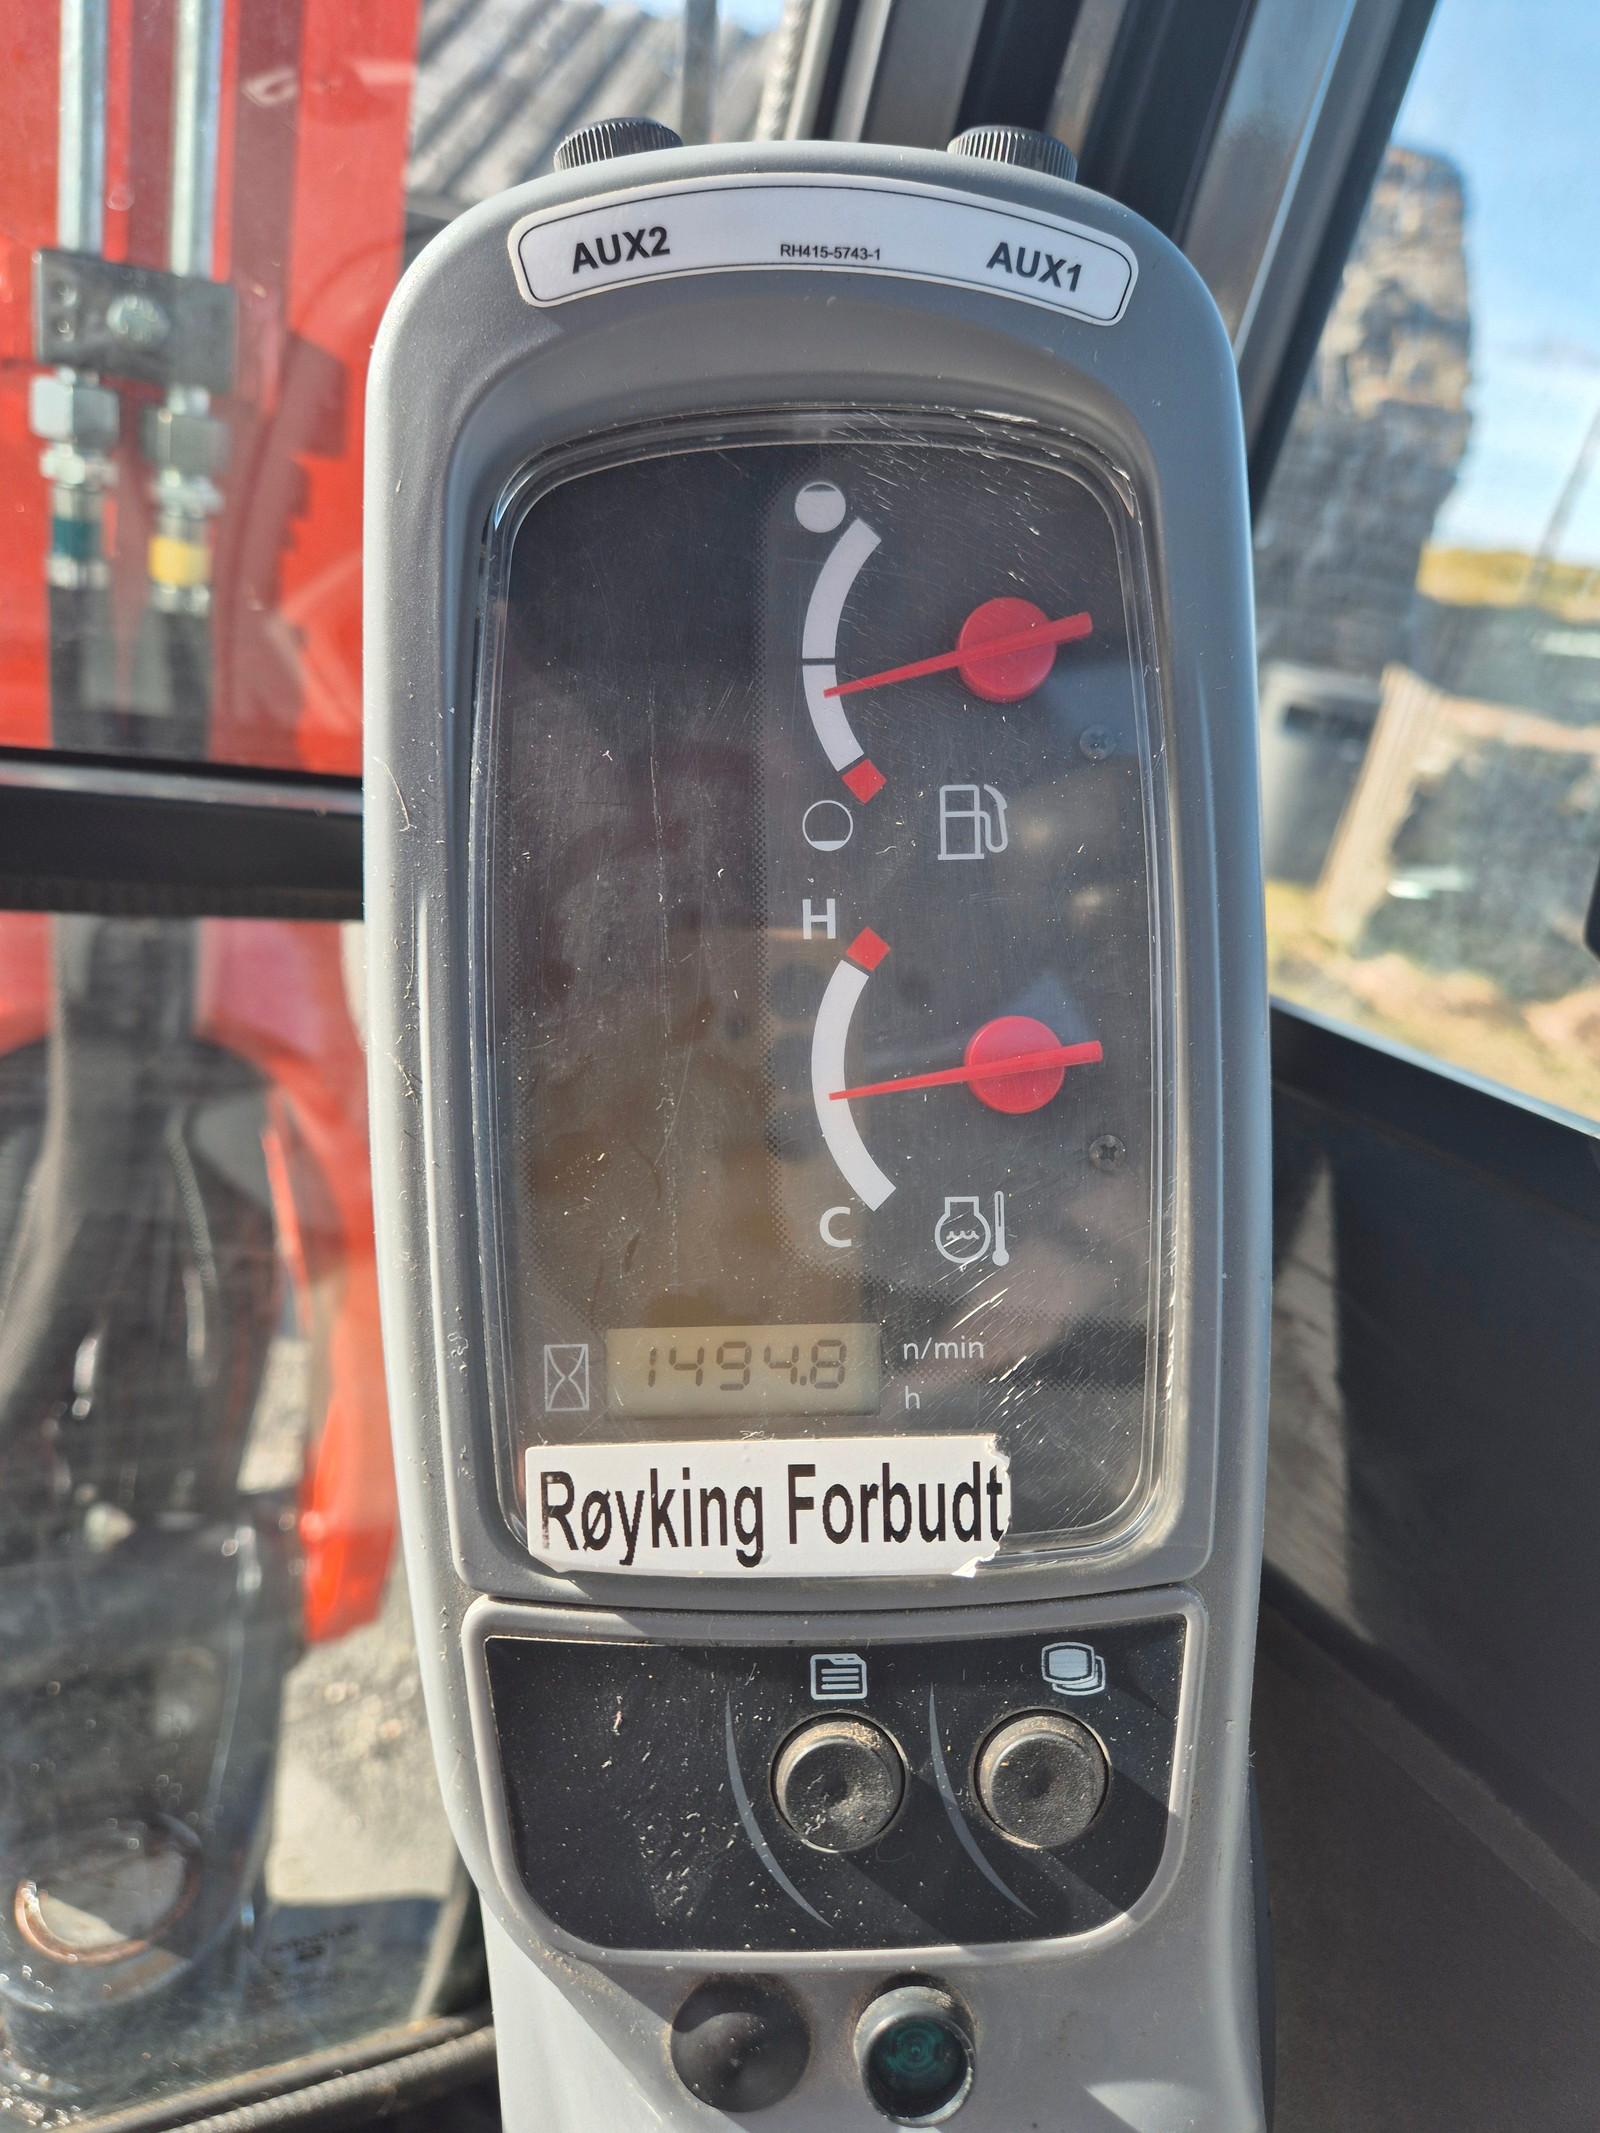 AUX2 RH415-5743-1 AUX1
H
C
1494.8 n/min
h
Røyking Forbudt